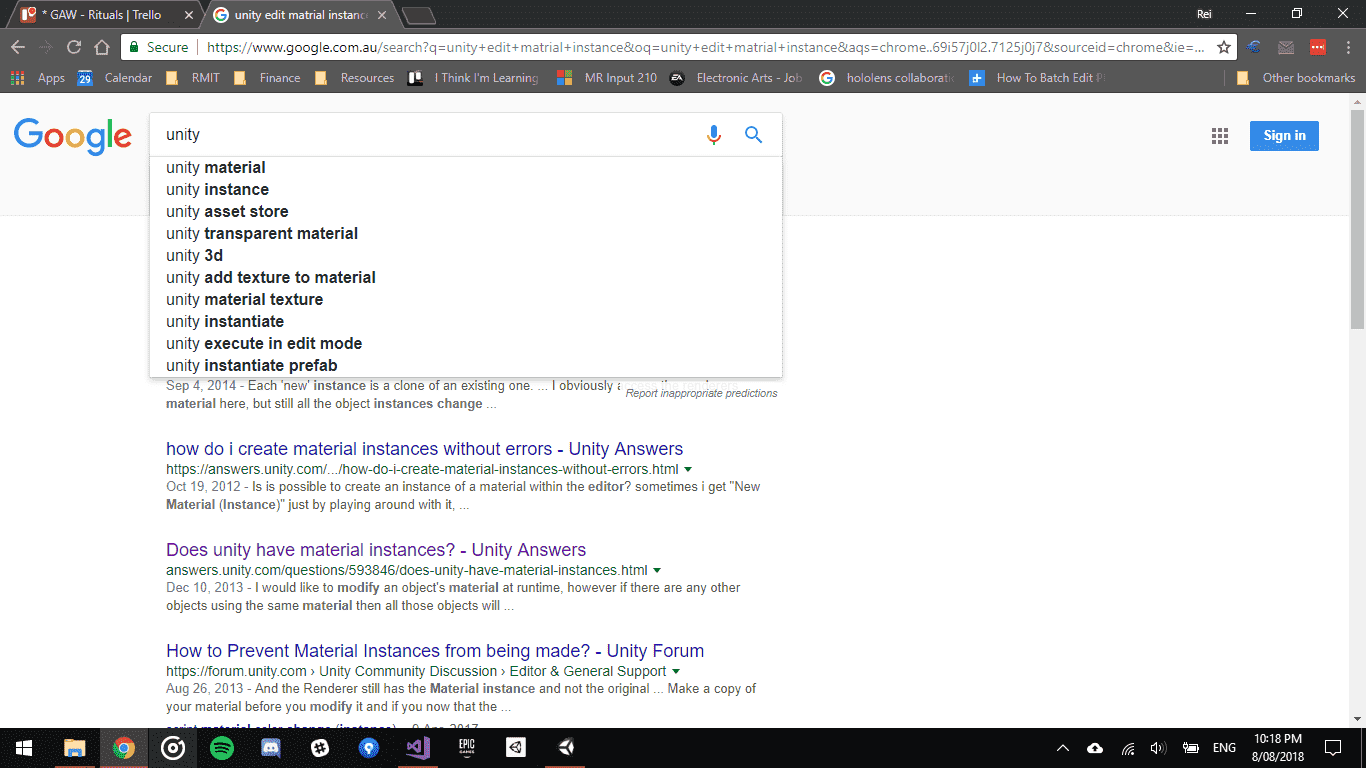 * GAW - Rituals | Trello
unity edit matrial instance
Rei
Secure
https://www.google.com.au/search?q=unity+edit+matrial+instance&oq=unity+edit+matrial+instance&aqs=chrome..69i57j0l2.7125j0j7&sourceid=chrome&ie=...
Apps
29
Calendar
RMIT
Finance
Resources
I Think I'm Learning
MR Input 210
Electronic Arts - Job
hololens collaborati
How To Batch Edit P
Other bookmarks
Google
unity
Sign in
unity material
unity instance
unity asset store
unity transparent material
unity 3d
unity add texture to material
unity material texture
unity instantiate
unity execute in edit mode
unity instantiate prefab
Sep 4, 2014 - Each 'new' instance is a clone of an existing one. ... I obviously
Report inappropriate predictions
material here, but still all the object instances change ...
how do i create material instances without errors - Unity Answers
https://answers.unity.com/.../how-do-i-create-material-instances-without-errors.html
Oct 19, 2012 - Is is possible to create an instance of a material within the editor? sometimes i get "New
Material (Instance)" just by playing around with it, ...
Does unity have material instances? - Unity Answers
answers.unity.com/questions/593846/does-unity-have-material-instances.html
Dec 10, 2013 - I would like to modify an object's material at runtime, however if there are any other
objects using the same material then all those objects will ...
How to Prevent Material Instances from being made? - Unity Forum
https://forum.unity.com › Unity Community Discussion › Editor & General Support
Aug 26, 2013 - And the Renderer still has the Material instance and not the original ... Make a copy of
your material before you modify it and if you now that the ...
script material color change (instance) 9 Apr 2017
EPIC
GAMES
ENG
10:18 PM
8/08/2018